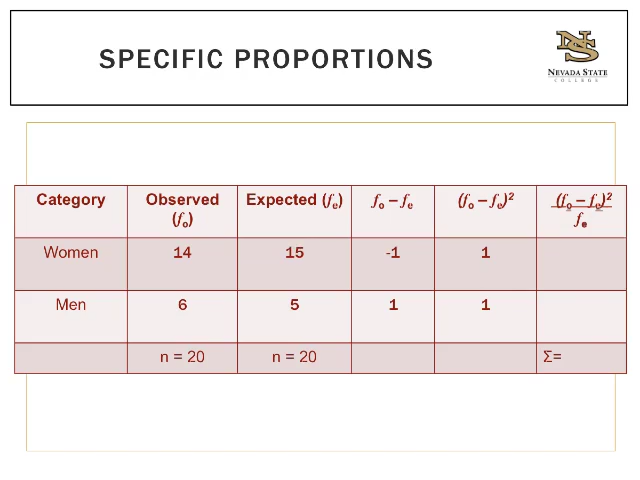 SPECIFIC PROPORTIONS
NS
NEVADA STATE
COLLEGE
Category Observed (fo) Expected (fe) fo – fe (fo – fe)² (fo – fe)² fe
Women 14 15 -1 1
Men 6 5 1 1
n = 20 n = 20 Σ=